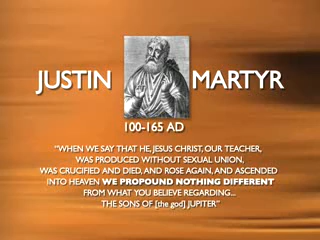 JUSTIN MARTYR
100-165 AD
"WHEN WE SAY THAT HE, JESUS CHRIST, OUR TEACHER,
WAS PRODUCED WITHOUT SEXUAL UNION,
WAS CRUCIFIED AND DIED, AND ROSE AGAIN, AND ASCENDED
INTO HEAVEN WE PROPOUND NOTHING DIFFERENT
FROM WHAT YOU BELIEVE REGARDING...
THE SONS OF [the god] JUPITER"